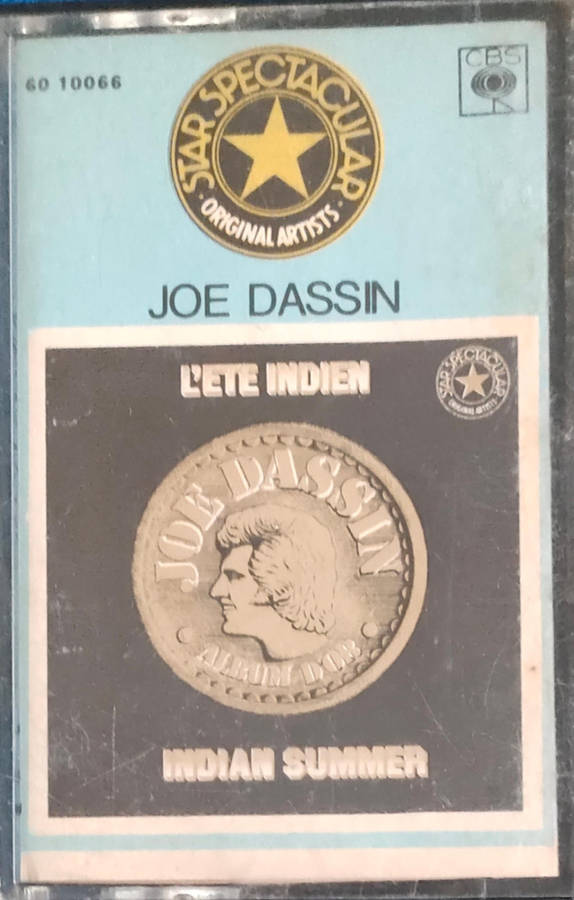 60 10066
STAR SPECTACULAR
· ORIGINAL ARTISTS ·
CBS
JOE DASSIN
L'ETE INDIEN
STAR SPECTACULAR
ORIGINAL ARTISTS
JOE DASSIN
· ALBUM D'OR ·
INDIAN SUMMER